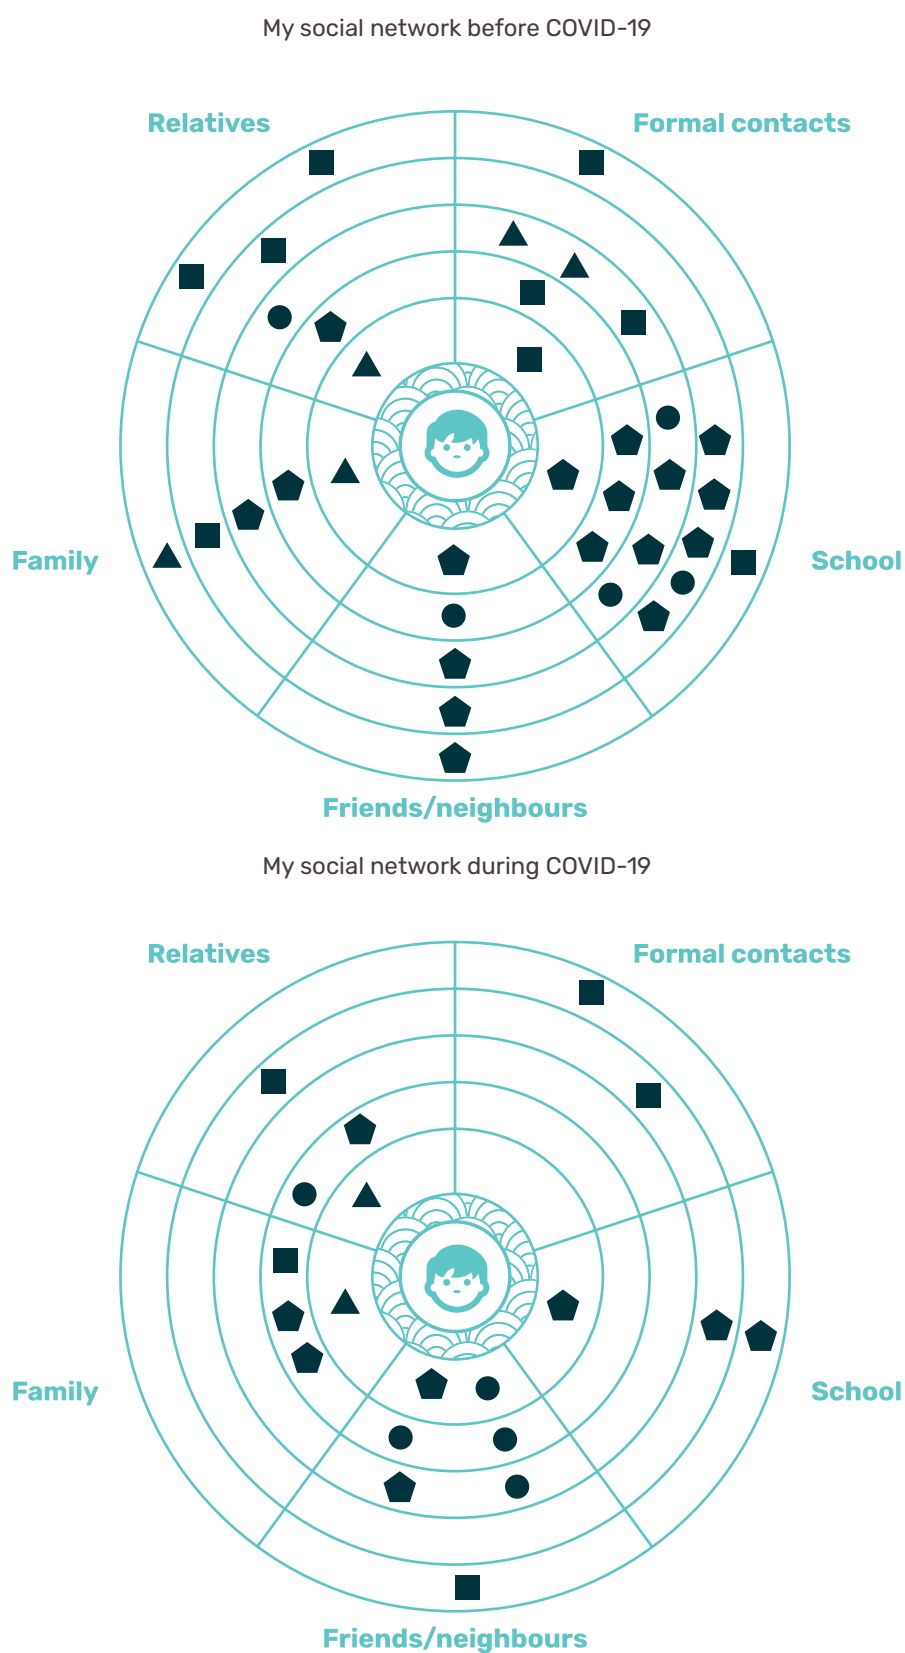 My social network before COVID-19
Relatives
Formal contacts
Family
School
Friends/neighbours
My social network during COVID-19
Relatives
Formal contacts
Family
School
Friends/neighbours